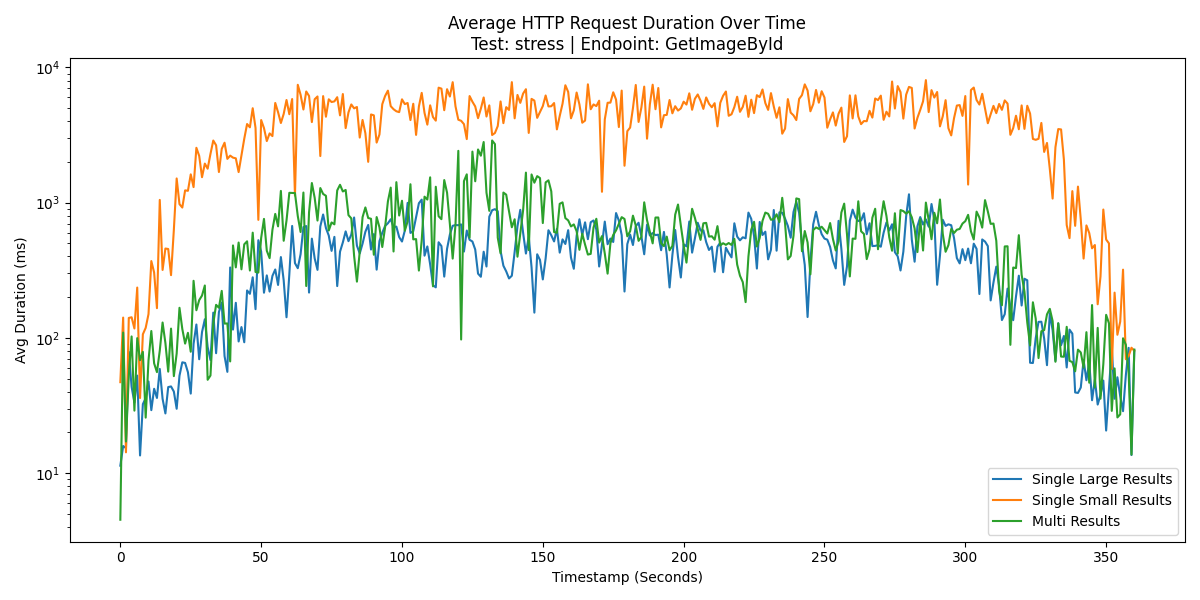 Average HTTP Request Duration Over Time
Test: stress | Endpoint: GetImageById
Avg Duration (ms)
10^4
10^3
10^2
10^1
0 50 100 150 200 250 300 350
Timestamp (Seconds)
Single Large Results
Single Small Results
Multi Results